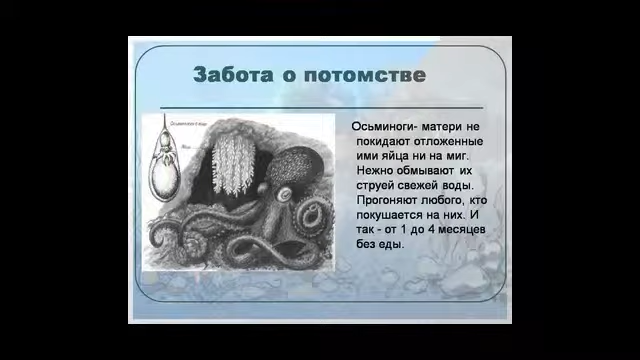 Забота о потомстве
Осьминоги- матери не
покидают отложенные
ими яйца ни на миг.
Нежно обмывают их
струей свежей воды.
Прогоняют любого, кто
покушается на них. И
так - от 1 до 4 месяцев
без еды.